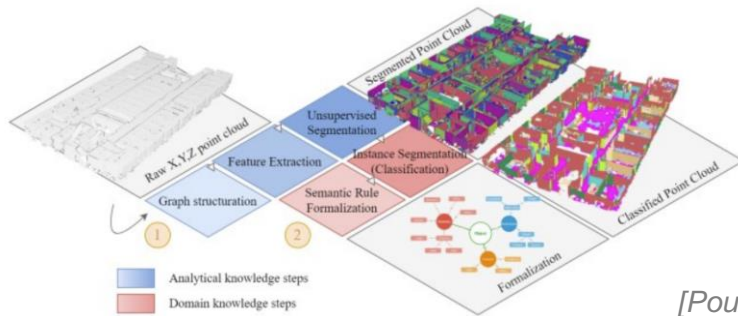 Raw X,Y,Z point cloud
Segmented Point Cloud
Unsupervised
Segmentation
Feature Extraction
Instance Segmentation
(Classification)
Graph structuration
Semantic Rule
Formalization
Classified Point Cloud
1
2
Formalization
Analytical knowledge steps
Domain knowledge steps
[Pou